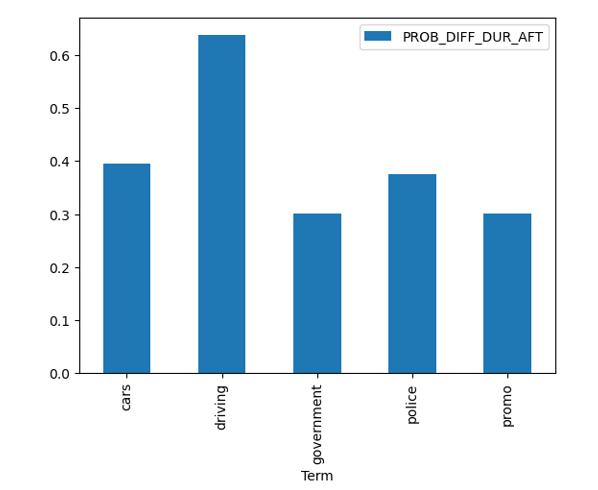 PROB_DIFF_DUR_AFT
0.6
0.5
0.4
0.3
0.2
0.1
0.0
cars
driving
government
police
promo
Term